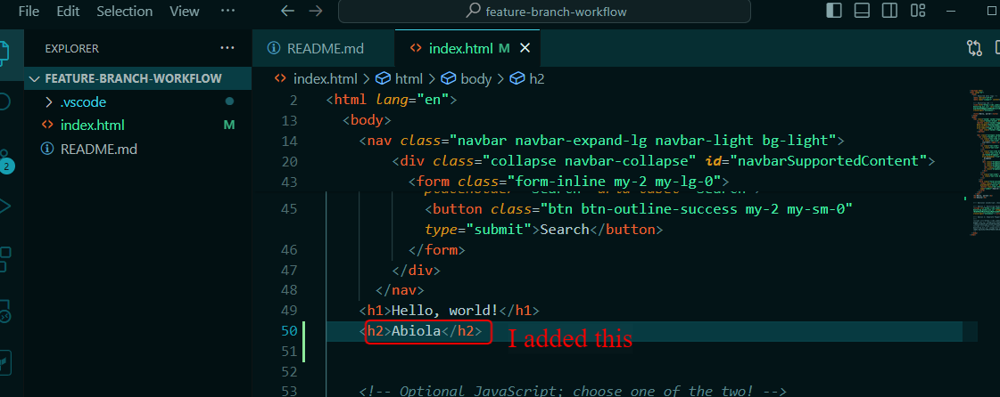 File Edit Selection View ... feature-branch-workflow
EXPLORER ...
README.md
index.html M
FEATURE-BRANCH-WORKFLOW
.vscode
index.html M
README.md
2
index.html > html > body > h2
2 <html lang="en">
13 <body>
14 <nav class="navbar navbar-expand-lg navbar-light bg-light">
20 <div class="collapse navbar-collapse" id="navbarSupportedContent">
43 <form class="form-inline my-2 my-lg-0">
45 <button class="btn btn-outline-success my-2 my-sm-0"
type="submit">Search</button>
46 </form>
47 </div>
48 </nav>
49 <h1>Hello, world!</h1>
50 <h2>Abiola</h2> I added this
51
52
53 <!-- Optional JavaScript; choose one of the two! -->